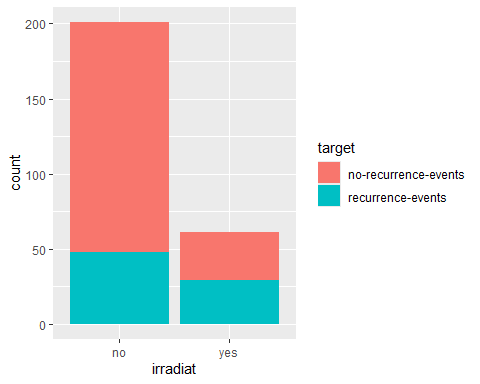 200
150
100
50
0
count
no yes
irradiat
target
no-recurrence-events
recurrence-events